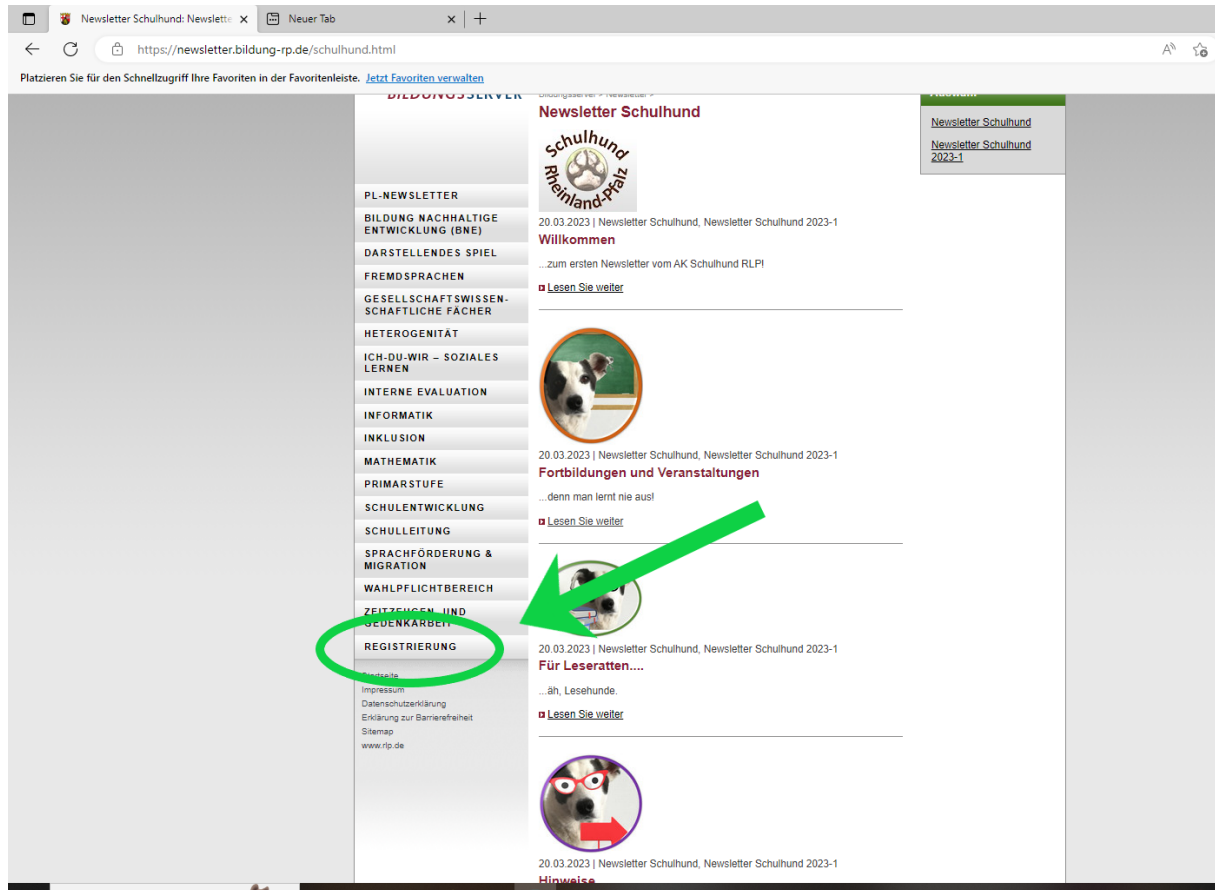 Newsletter Schulhund: Newslette
Neuer Tab
https://newsletter.bildung-rp.de/schulhund.html
Platzieren Sie für den Schnellzugriff Ihre Favoriten in der Favoritenleiste. Jetzt Favoriten verwalten
BILDUNGSSERVER
PL-NEWSLETTER
BILDUNG NACHHALTIGE
ENTWICKLUNG (BNE)
DARSTELLENDES SPIEL
FREMDSPRACHEN
GESELLSCHAFTSWISSEN-
SCHAFTLICHE FÄCHER
HETEROGENITÄT
ICH-DU-WIR – SOZIALES
LERNEN
INTERNE EVALUATION
INFORMATIK
INKLUSION
MATHEMATIK
PRIMARSTUFE
SCHULENTWICKLUNG
SCHULLEITUNG
SPRACHFÖRDERUNG &
MIGRATION
WAHLPFLICHTBEREICH
ZEITZEUGEN- UND
GEDENKARBEIT
REGISTRIERUNG
Startseite
Impressum
Datenschutzerklärung
Erklärung zur Barrierefreiheit
Sitemap
www.rlp.de
Bildungsserver > Newsletter >
Newsletter Schulhund
Schulhund
Rheinland-Pfalz
20.03.2023 | Newsletter Schulhund, Newsletter Schulhund 2023-1
Willkommen
...zum ersten Newsletter vom AK Schulhund RLP!
Lesen Sie weiter
20.03.2023 | Newsletter Schulhund, Newsletter Schulhund 2023-1
Fortbildungen und Veranstaltungen
...denn man lernt nie aus!
Lesen Sie weiter
20.03.2023 | Newsletter Schulhund, Newsletter Schulhund 2023-1
Für Leseratten....
...äh, Lesehunde.
Lesen Sie weiter
20.03.2023 | Newsletter Schulhund, Newsletter Schulhund 2023-1
Hinweise
Newsletter Schulhund
Newsletter Schulhund
2023-1